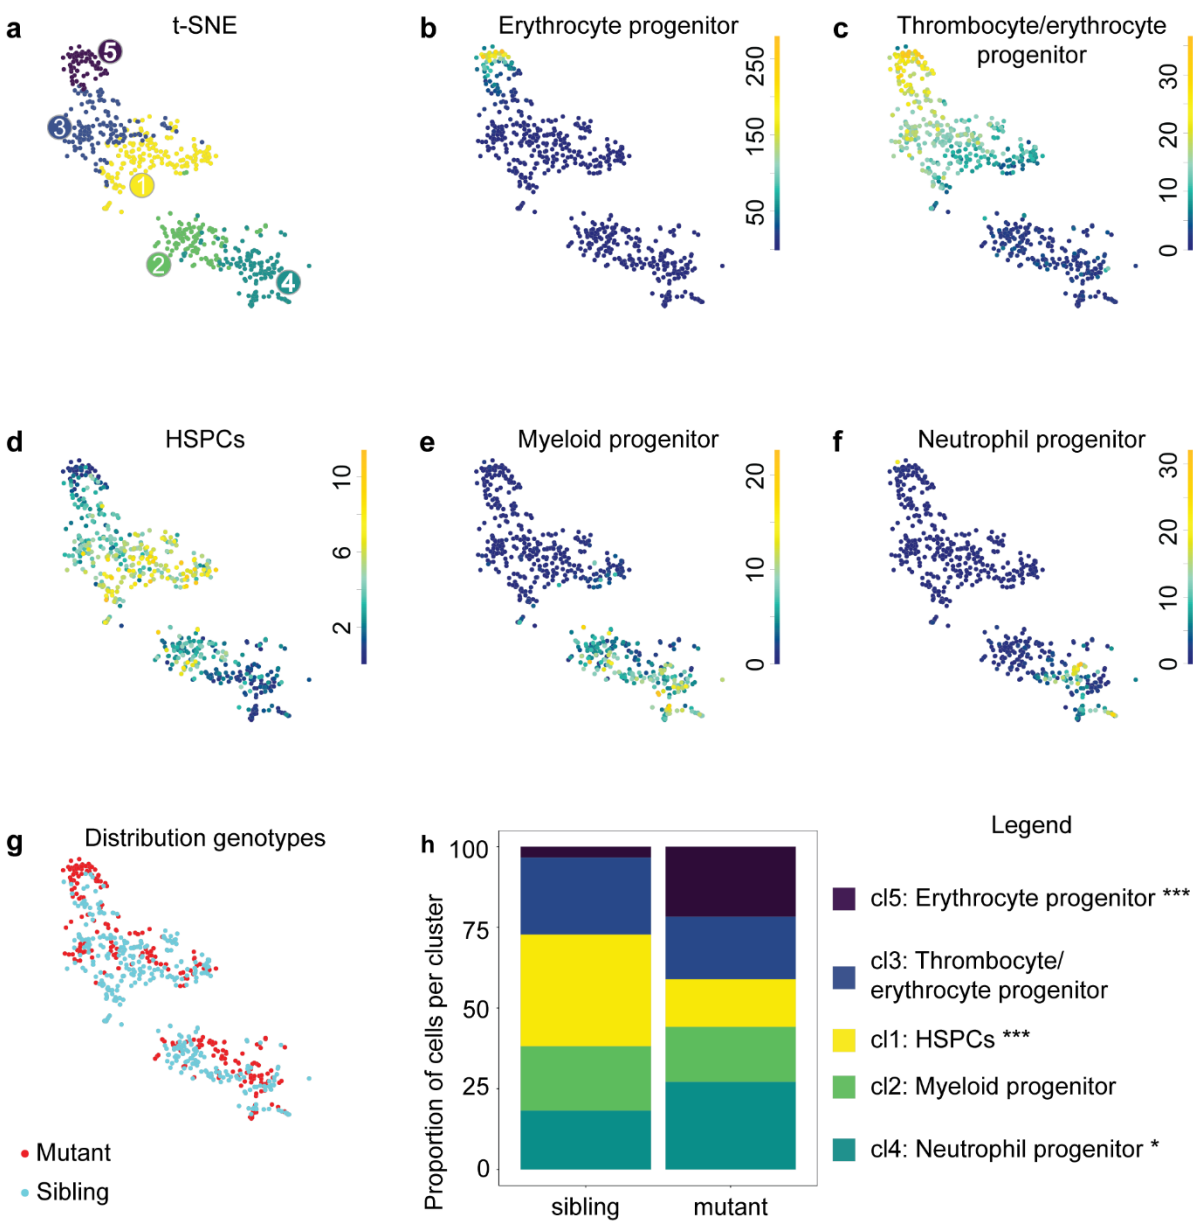 a
t-SNE
5
3
1
2
4
b
Erythrocyte progenitor
250
150
50
c
Thrombocyte/erythrocyte
progenitor
30
20
10
0
d
HSPCs
10
6
2
e
Myeloid progenitor
20
10
0
f
Neutrophil progenitor
30
20
10
0
g
Distribution genotypes
Mutant
Sibling
h
Proportion of cells per cluster
100
75
50
25
0
sibling
mutant
Legend
cl5: Erythrocyte progenitor ***
cl3: Thrombocyte/
erythrocyte progenitor
cl1: HSPCs ***
cl2: Myeloid progenitor
cl4: Neutrophil progenitor *